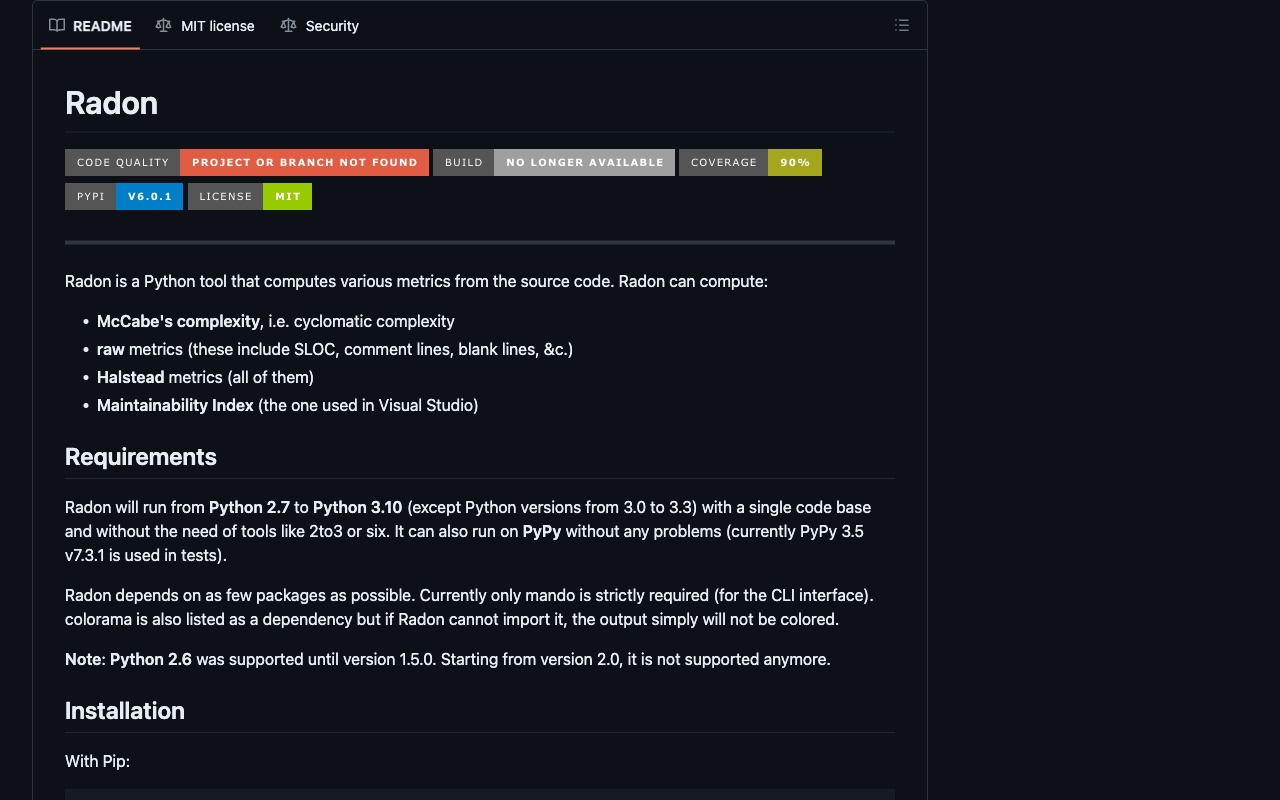 README MIT license Security
Radon
CODE QUALITY PROJECT OR BRANCH NOT FOUND BUILD NO LONGER AVAILABLE COVERAGE 90%
PYPI V6.0.1 LICENSE MIT
Radon is a Python tool that computes various metrics from the source code. Radon can compute:
• McCabe's complexity, i.e. cyclomatic complexity
• raw metrics (these include SLOC, comment lines, blank lines, &c.)
• Halstead metrics (all of them)
• Maintainability Index (the one used in Visual Studio)
Requirements
Radon will run from Python 2.7 to Python 3.10 (except Python versions from 3.0 to 3.3) with a single code base
and without the need of tools like 2to3 or six. It can also run on PyPy without any problems (currently PyPy 3.5
v7.3.1 is used in tests).
Radon depends on as few packages as possible. Currently only mando is strictly required (for the CLI interface).
colorama is also listed as a dependency but if Radon cannot import it, the output simply will not be colored.
Note: Python 2.6 was supported until version 1.5.0. Starting from version 2.0, it is not supported anymore.
Installation
With Pip: